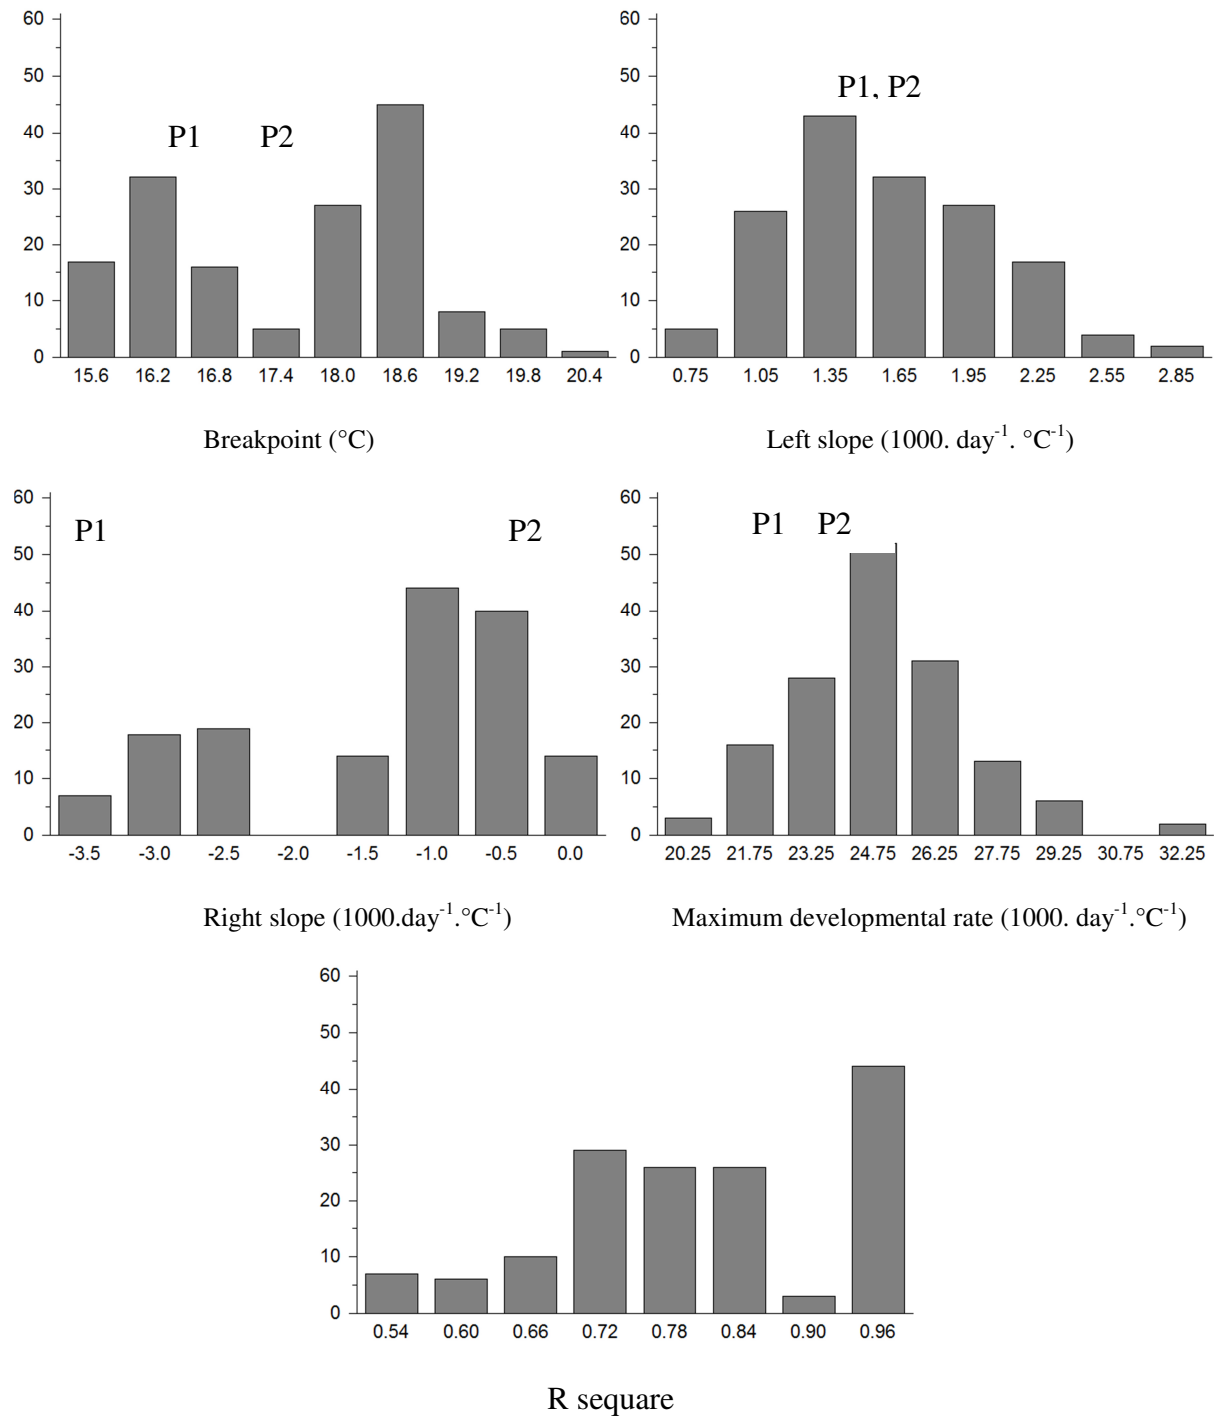 60
50
40
30
20
10
0
P1 P2
15.6 16.2 16.8 17.4 18.0 18.6 19.2 19.8 20.4
Breakpoint (°C)
60
50
40
30
20
10
0
P1, P2
0.75 1.05 1.35 1.65 1.95 2.25 2.55 2.85
Left slope (1000. day⁻¹. °C⁻¹)
60
50
40
30
20
10
0
P1 P2
-3.5 -3.0 -2.5 -2.0 -1.5 -1.0 -0.5 0.0
Right slope (1000.day⁻¹.°C⁻¹)
60
50
40
30
20
10
0
P1 P2
20.25 21.75 23.25 24.75 26.25 27.75 29.25 30.75 32.25
Maximum developmental rate (1000. day⁻¹.°C⁻¹)
60
50
40
30
20
10
0
0.54 0.60 0.66 0.72 0.78 0.84 0.90 0.96
R sequare